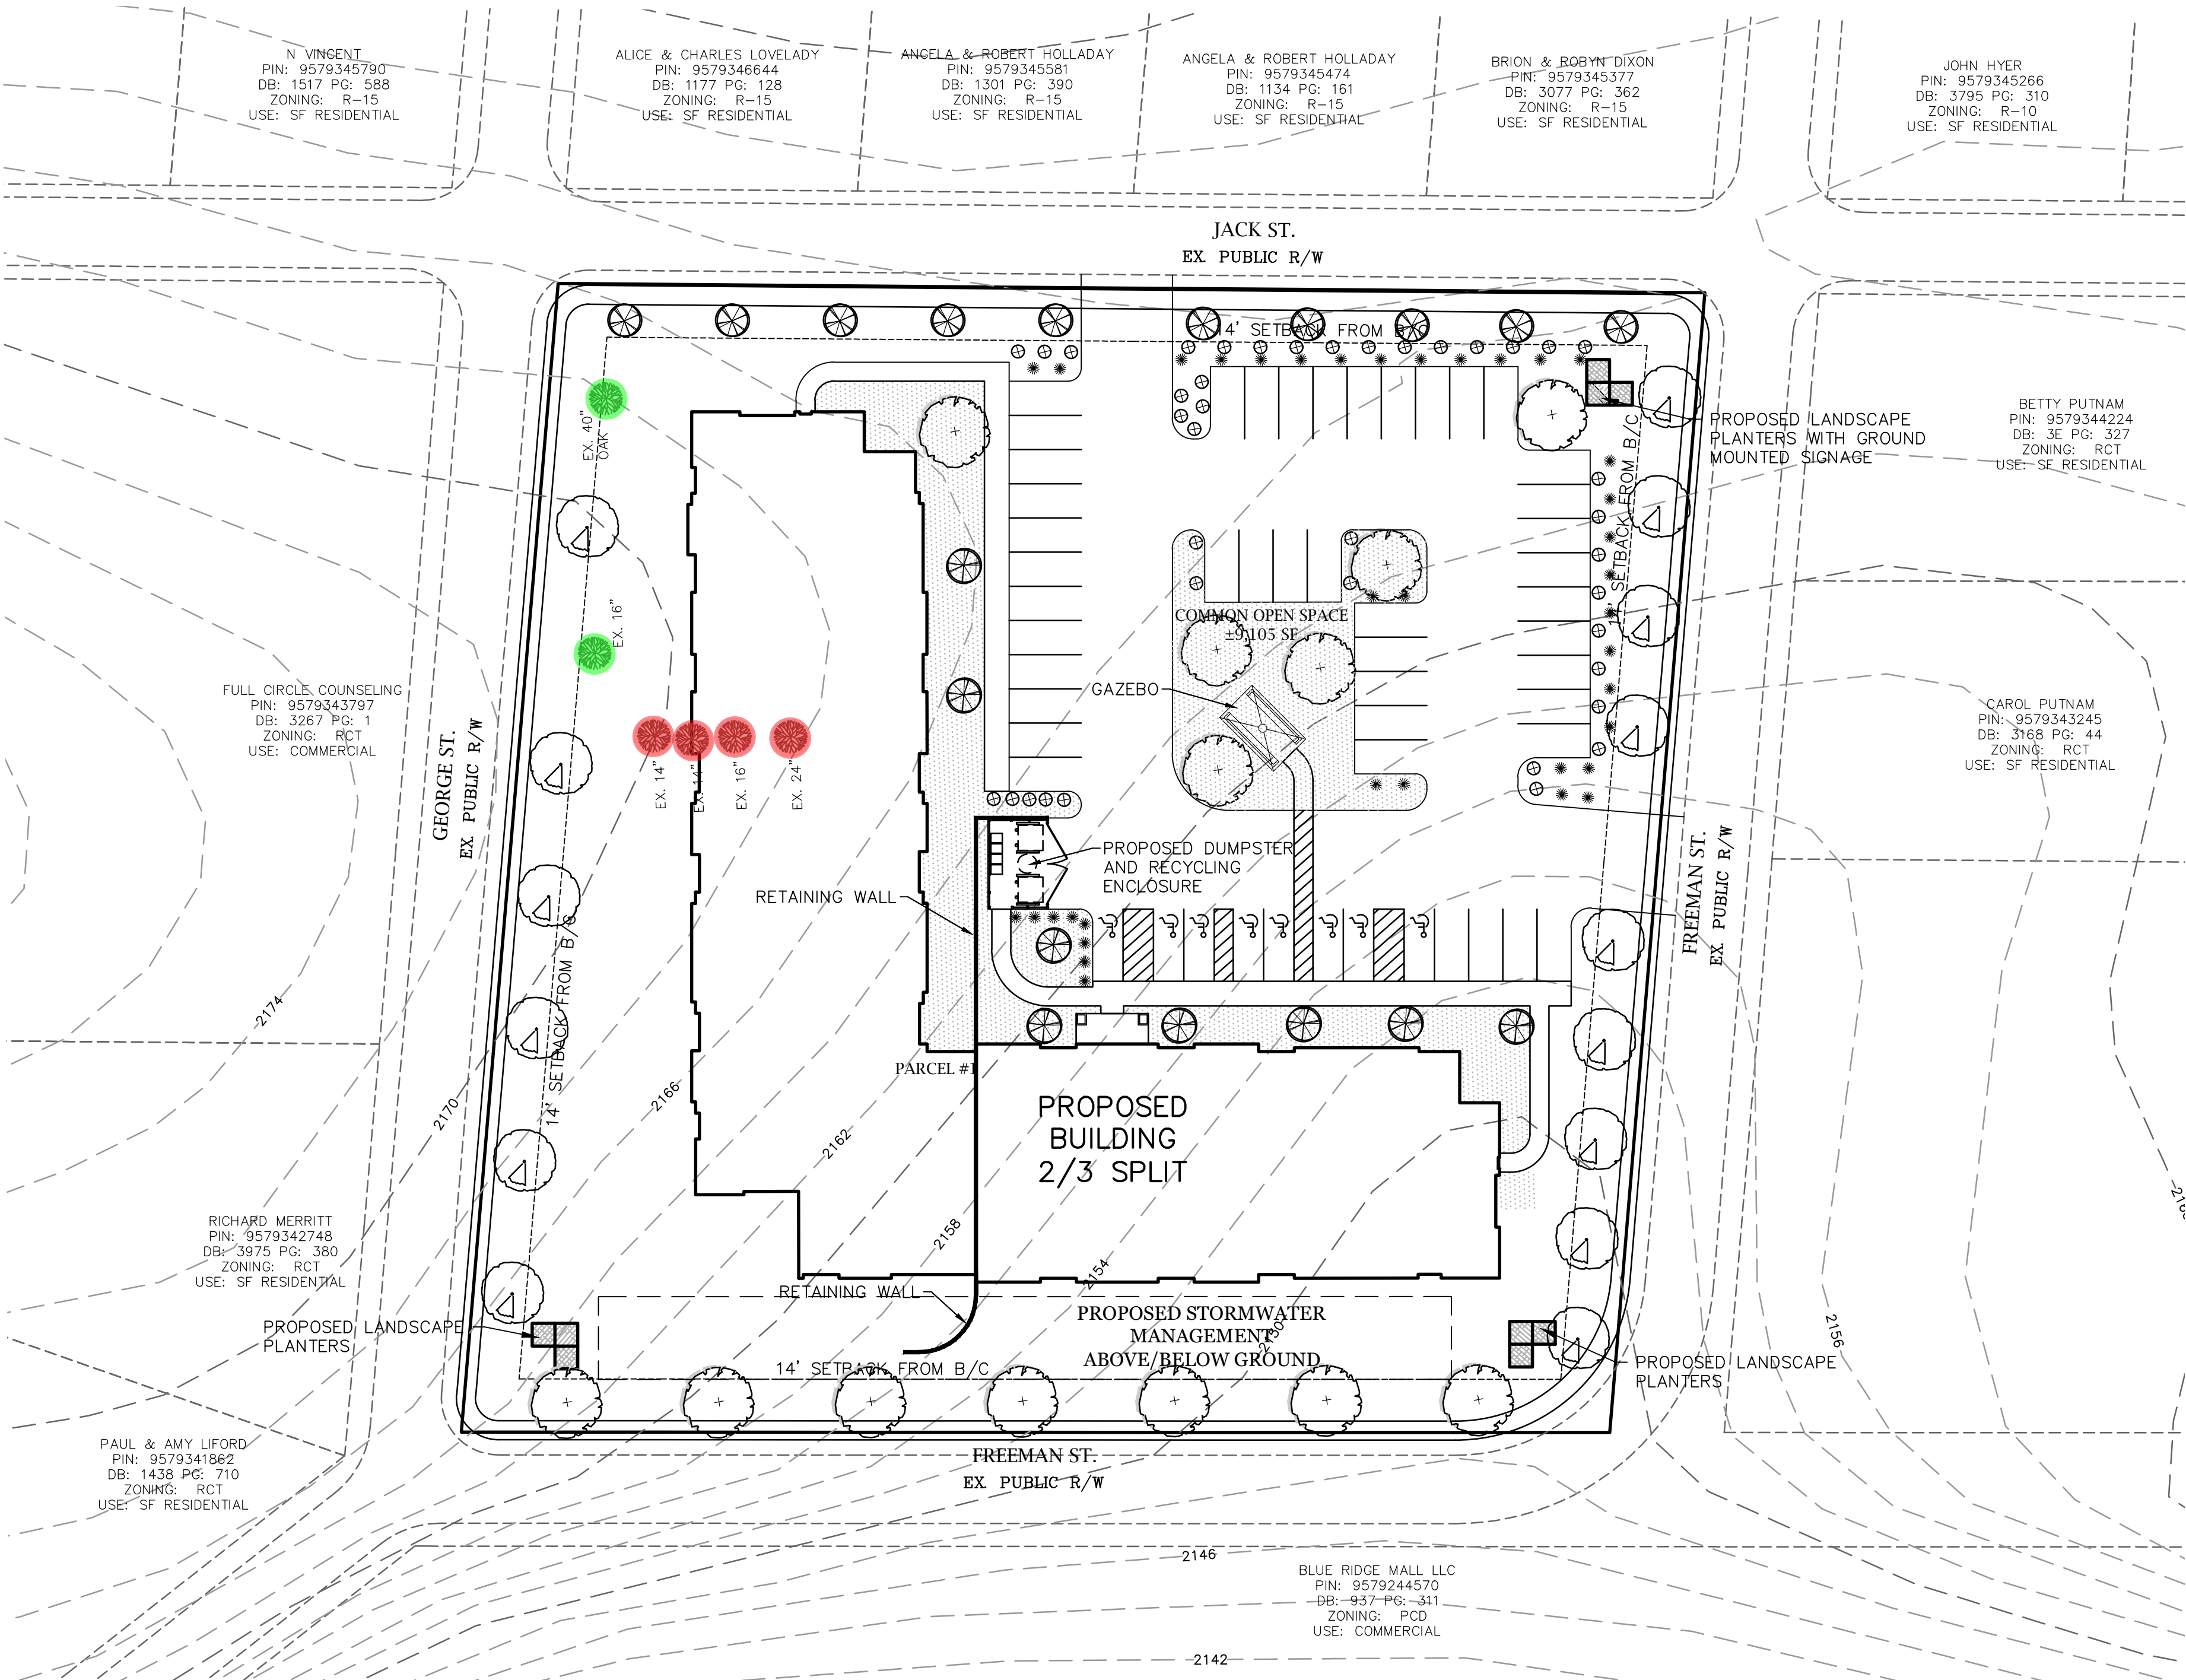 N VINCENT
PIN: 9579345790
DB: 1517 PG: 588
ZONING: R-15
USE: SF RESIDENTIAL
ALICE & CHARLES LOVELADY
PIN: 9579346644
DB: 1177 PG: 128
ZONING: R-15
USE: SF RESIDENTIAL
ANGELA & ROBERT HOLLADAY
PIN: 9579345581
DB: 1301 PG: 390
ZONING: R-15
USE: SF RESIDENTIAL
ANGELA & ROBERT HOLLADAY
PIN: 9579345474
DB: 1134 PG: 161
ZONING: R-15
USE: SF RESIDENTIAL
BRION & ROBYN DIXON
PIN: 9579345377
DB: 3077 PG: 362
ZONING: R-15
USE: SF RESIDENTIAL
JOHN HYER
PIN: 9579345266
DB: 3795 PG: 310
ZONING: R-10
USE: SF RESIDENTIAL
JACK ST.
EX. PUBLIC R/W
14' SETBACK FROM B/C
EX. 40"
OAK
PROPOSED LANDSCAPE
PLANTERS WITH GROUND
MOUNTED SIGNAGE
14' SETBACK FROM B/C
BETTY PUTNAM
PIN: 9579344224
DB: 3E PG: 327
ZONING: RCT
USE: SF RESIDENTIAL
EX. 16"
COMMON OPEN SPACE
±9,105 SF
GAZEBO
FULL CIRCLE COUNSELING
PIN: 9579343797
DB: 3267 PG: 1
ZONING: RCT
USE: COMMERCIAL
GEORGE ST.
EX. PUBLIC R/W
EX. 14"
EX. 14"
EX. 16"
EX. 24"
CAROL PUTNAM
PIN: 9579343245
DB: 3168 PG: 44
ZONING: RCT
USE: SF RESIDENTIAL
PROPOSED DUMPSTER
AND RECYCLING
ENCLOSURE
RETAINING WALL
FREEMAN ST.
EX. PUBLIC R/W
2174
14' SETBACK FROM B/C
PARCEL #1
2170
2166
2162
PROPOSED
BUILDING
2/3 SPLIT
2158
2154
RICHARD MERRITT
PIN: 9579342748
DB: 3975 PG: 380
ZONING: RCT
USE: SF RESIDENTIAL
RETAINING WALL
PROPOSED LANDSCAPE
PLANTERS
PROPOSED STORMWATER
MANAGEMENT
ABOVE/BELOW GROUND
2150
2156
14' SETBACK FROM B/C
PROPOSED LANDSCAPE
PLANTERS
PAUL & AMY LIFORD
PIN: 9579341862
DB: 1438 PG: 710
ZONING: RCT
USE: SF RESIDENTIAL
FREEMAN ST.
EX. PUBLIC R/W
2146
BLUE RIDGE MALL LLC
PIN: 9579244570
DB: 937 PG: 311
ZONING: PCD
USE: COMMERCIAL
2142